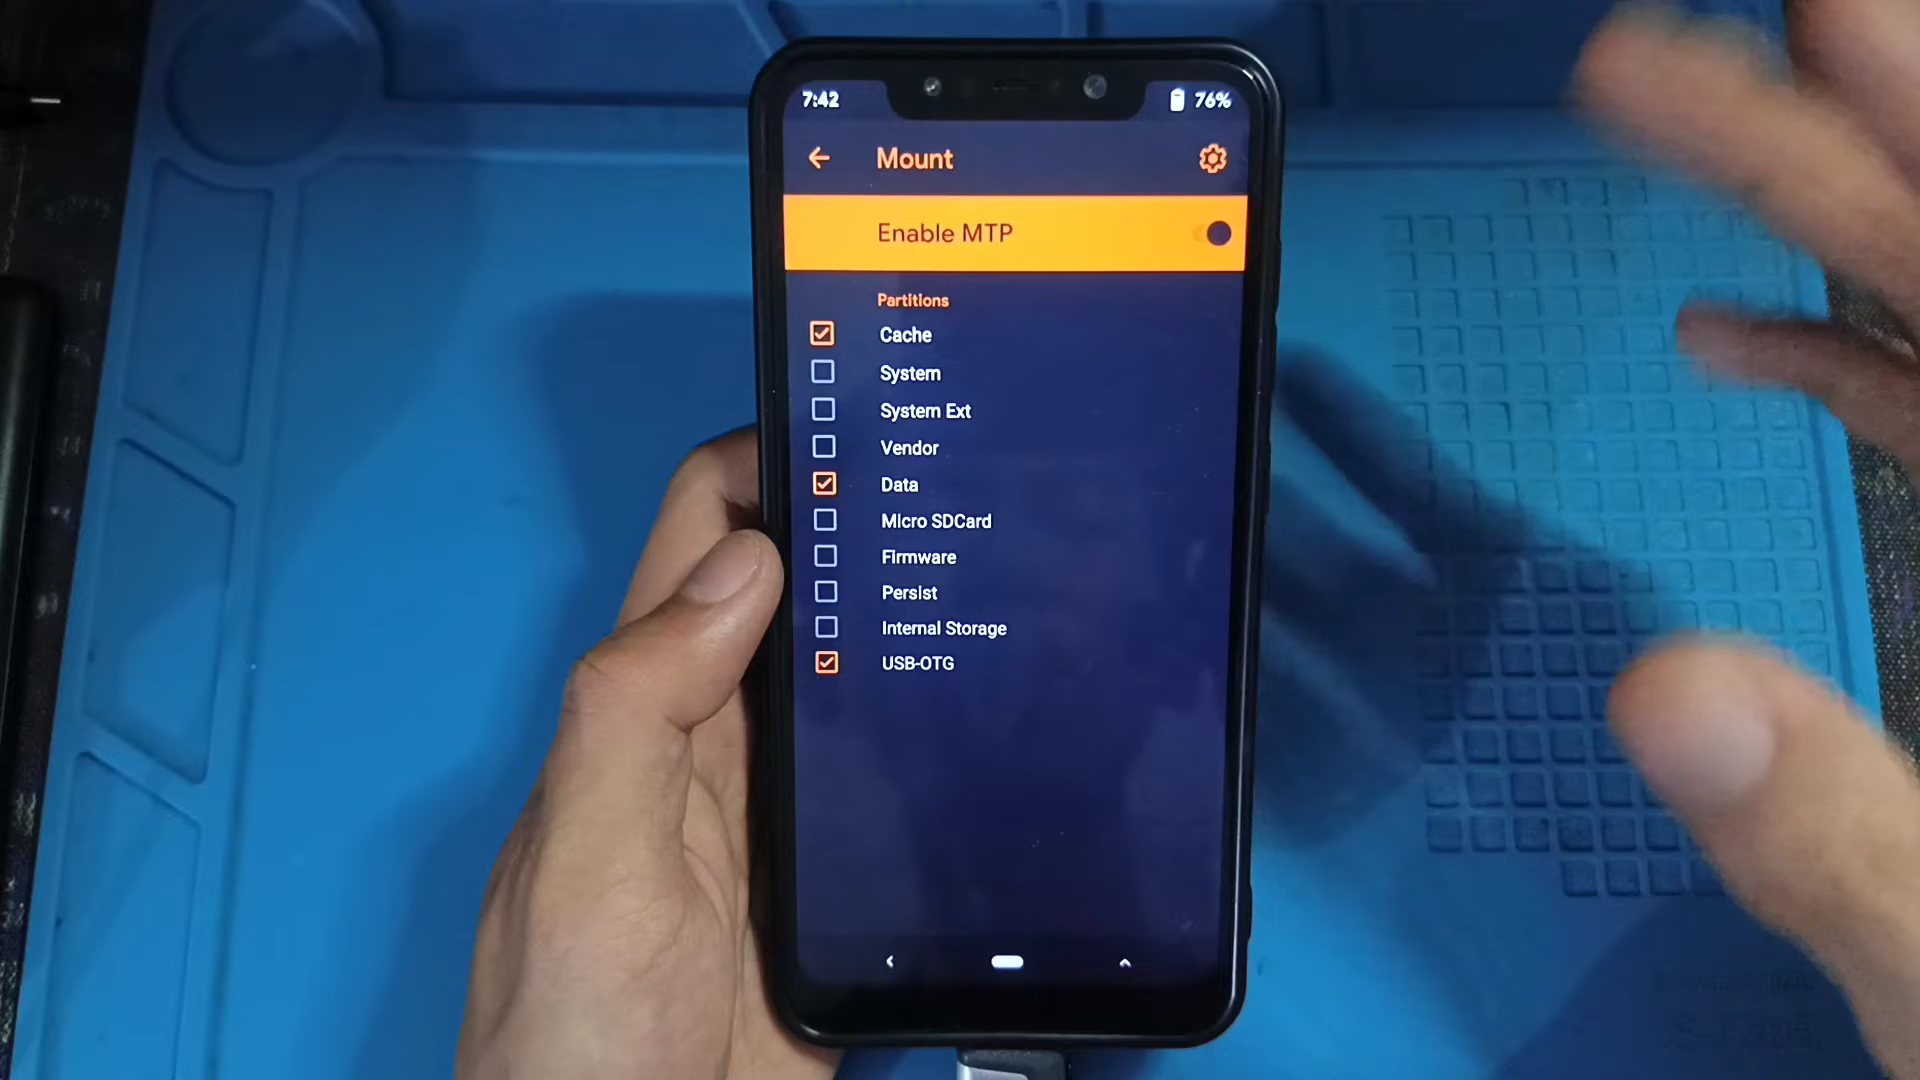 7:42
76%
Mount
Enable MTP
Partitions
Cache
System
System Ext
Vendor
Data
Micro SDCard
Firmware
Persist
Internal Storage
USB-OTG